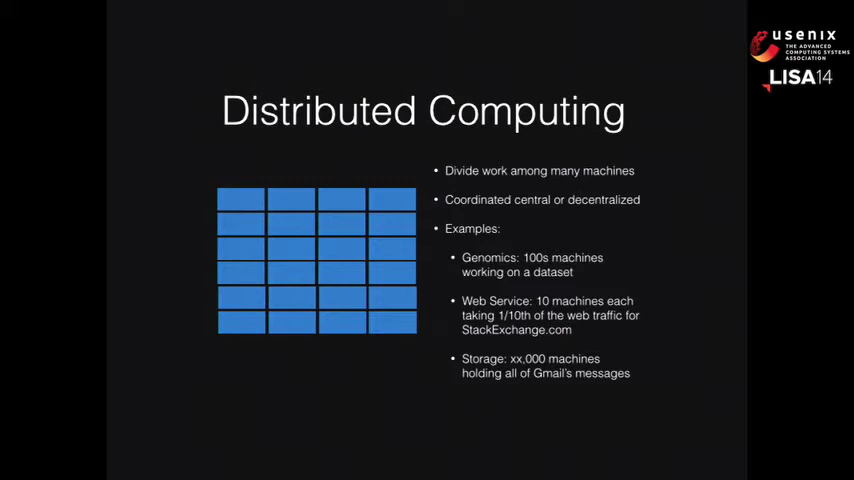 usenix
THE ADVANCED
COMPUTING SYSTEMS
ASSOCIATION
LISA14
Distributed Computing
• Divide work among many machines
• Coordinated central or decentralized
• Examples:
• Genomics: 100s machines
working on a dataset
• Web Service: 10 machines each
taking 1/10th of the web traffic for
StackExchange.com
• Storage: xx,000 machines
holding all of Gmail's messages